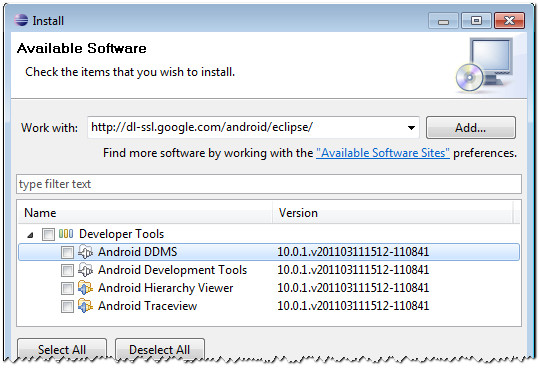 Install
Available Software
Check the items that you wish to install.
Work with: http://dl-ssl.google.com/android/eclipse/ Add...
Find more software by working with the "Available Software Sites" preferences.
type filter text
Name Version
Developer Tools
Android DDMS 10.0.1.v201103111512-110841
Android Development Tools 10.0.1.v201103111512-110841
Android Hierarchy Viewer 10.0.1.v201103111512-110841
Android Traceview 10.0.1.v201103111512-110841
Select All Deselect All